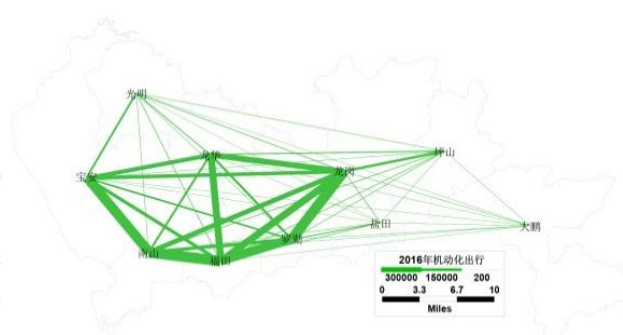 光明
龙华
坪山
宝安
龙岗
盐田
大鹏
罗湖
南山
福田
2016年机动化出行
300000 150000 200
0 3.3 6.7 10
Miles